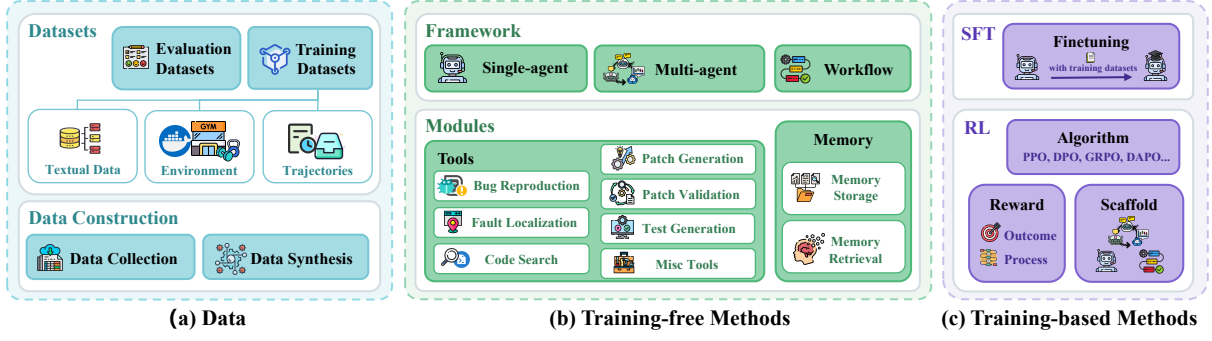 Datasets
Evaluation
Datasets
Training
Datasets
Textual Data
GYM
Environment
Trajectories
Data Construction
Data Collection
Data Synthesis
(a) Data
Framework
Single-agent
Multi-agent
Workflow
Modules
Tools
Bug Reproduction
Fault Localization
Code Search
Patch Generation
Patch Validation
Test Generation
Misc Tools
Memory
Memory
Storage
Memory
Retrieval
(b) Training-free Methods
SFT
Finetuning
with training datasets
RL
Algorithm
PPO, DPO, GRPO, DAPO...
Reward
Outcome
Process
Scaffold
(c) Training-based Methods